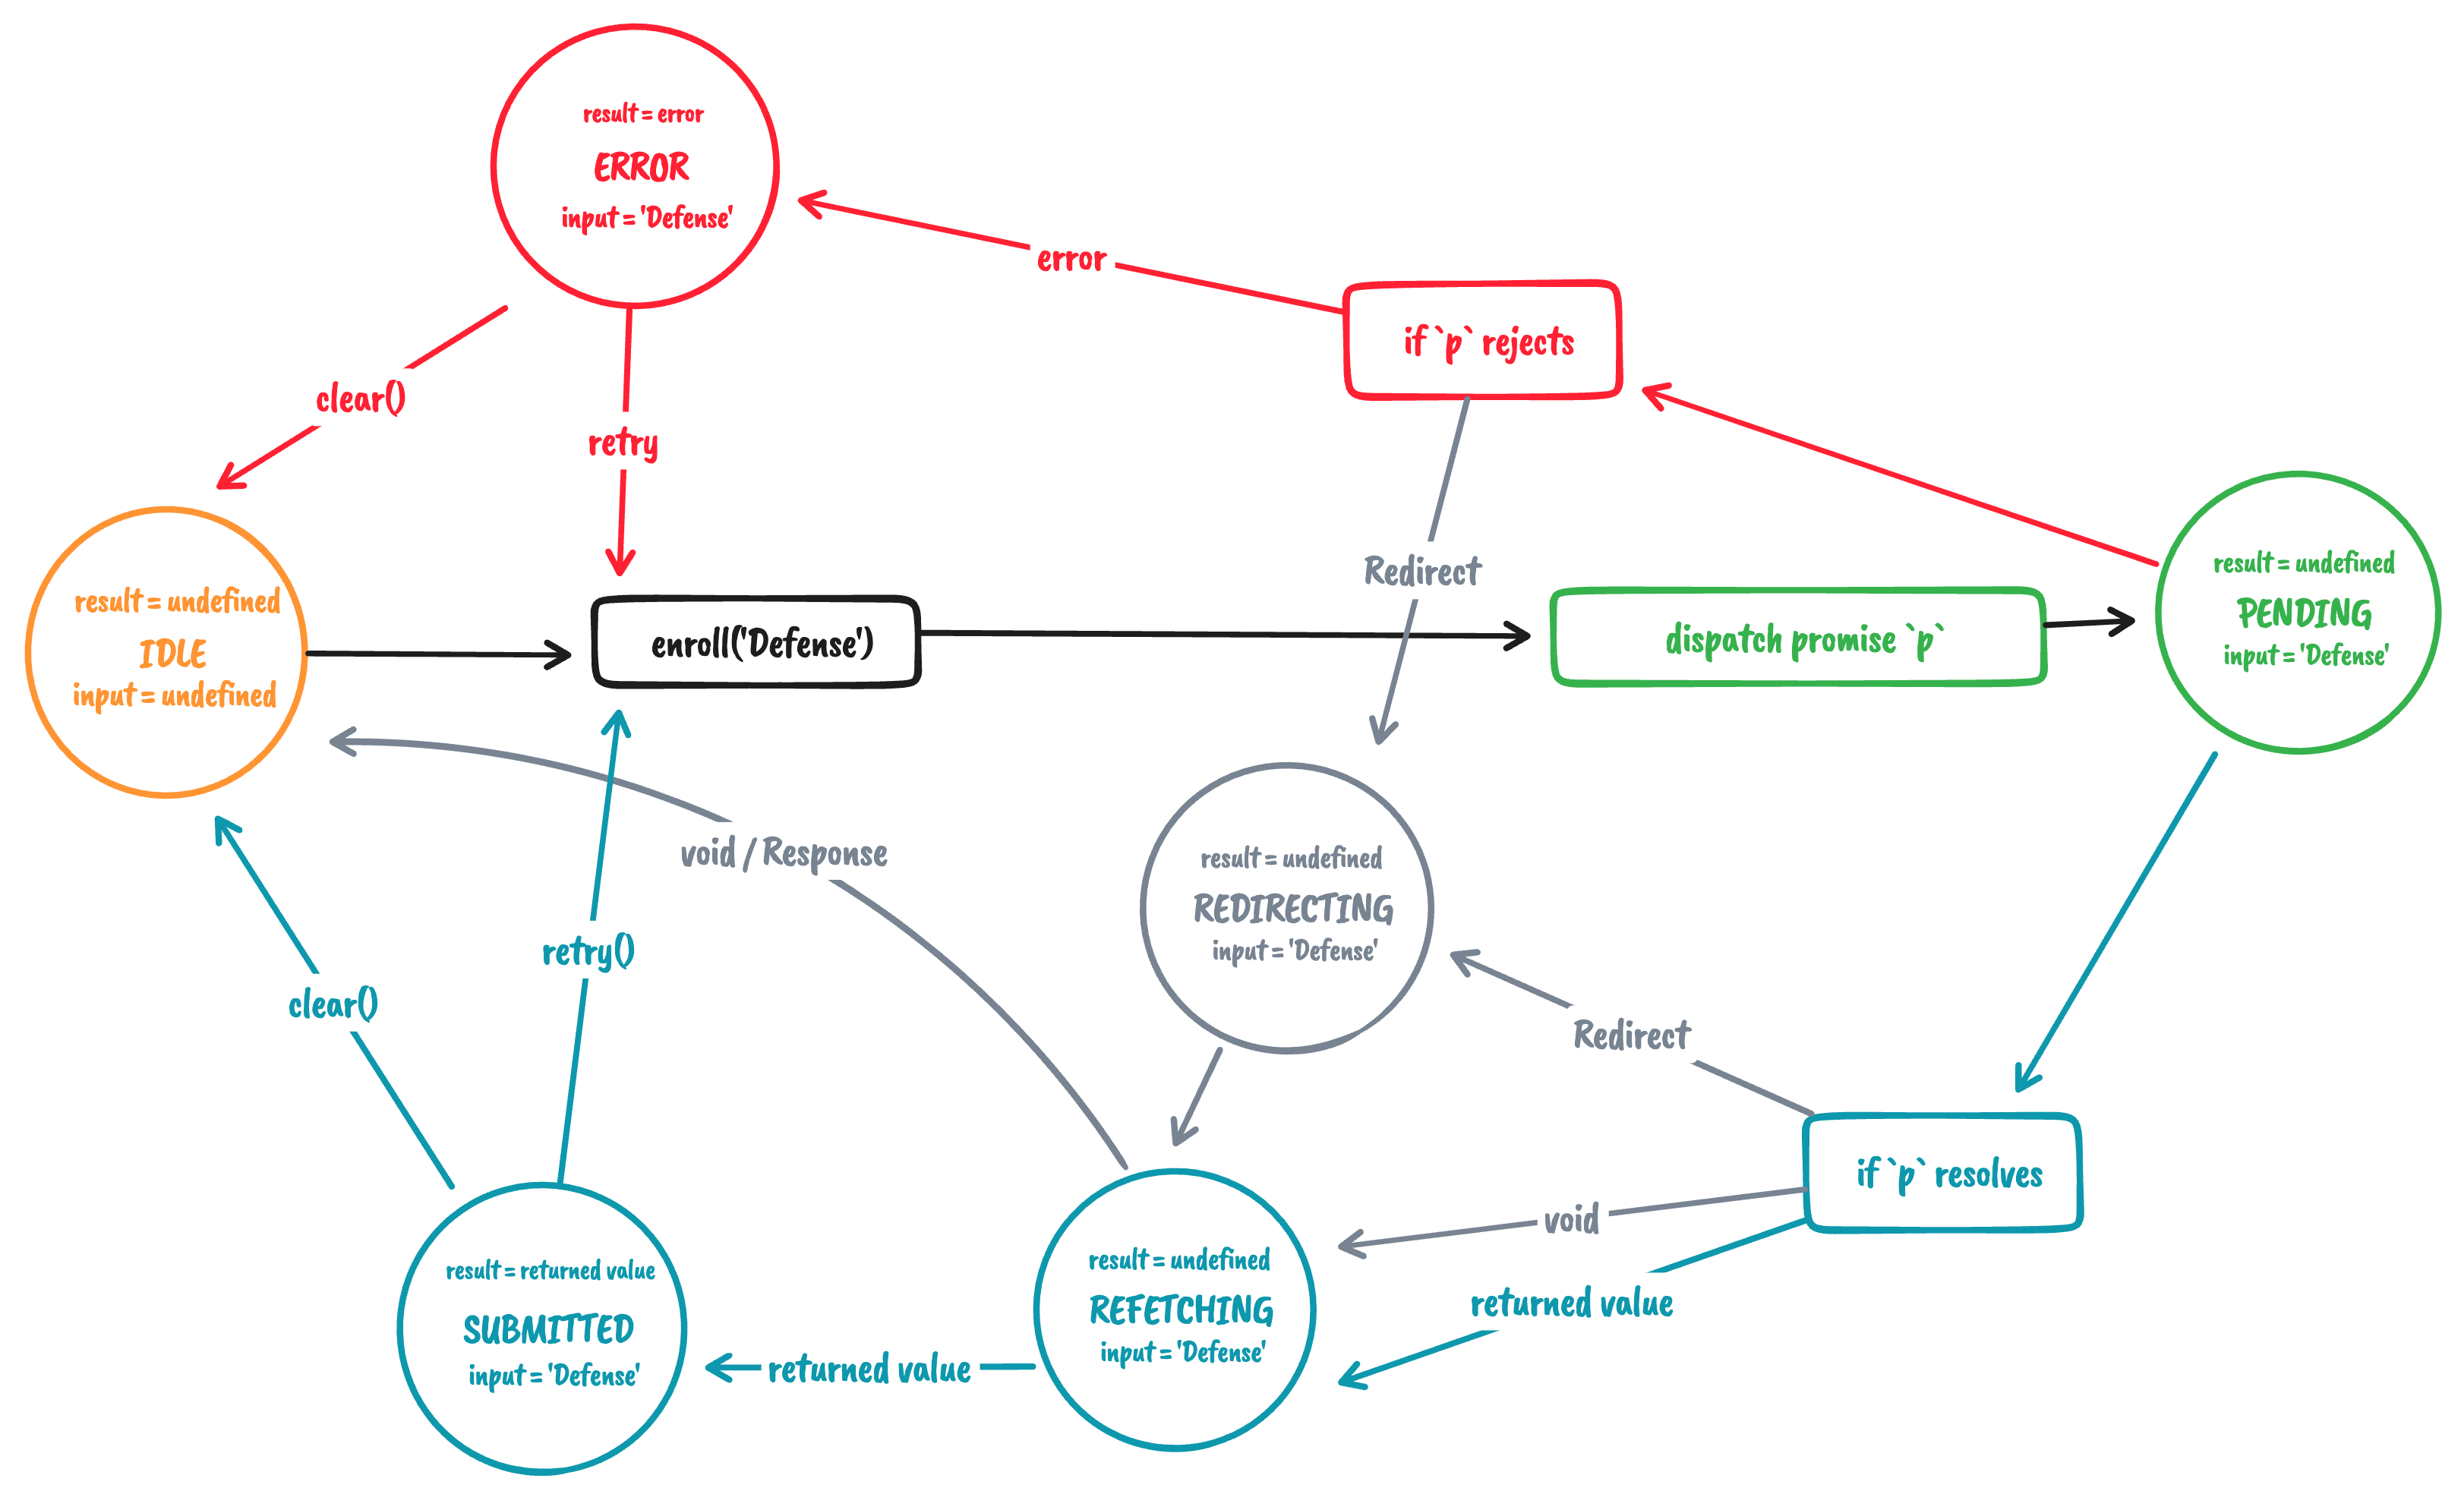 result = error
ERROR
input = 'Defense'
error
if `p` rejects
clear()
retry
Redirect
result = undefined
IDLE
input = undefined
enroll('Defense')
dispatch promise `p`
result = undefined
PENDING
input = 'Defense'
void / Response
result = undefined
REDIRECTING
input = 'Defense'
retry()
clear()
Redirect
if `p` resolves
void
returned value
result = undefined
REFETCHING
input = 'Defense'
returned value
result = returned value
SUBMITTED
input = 'Defense'